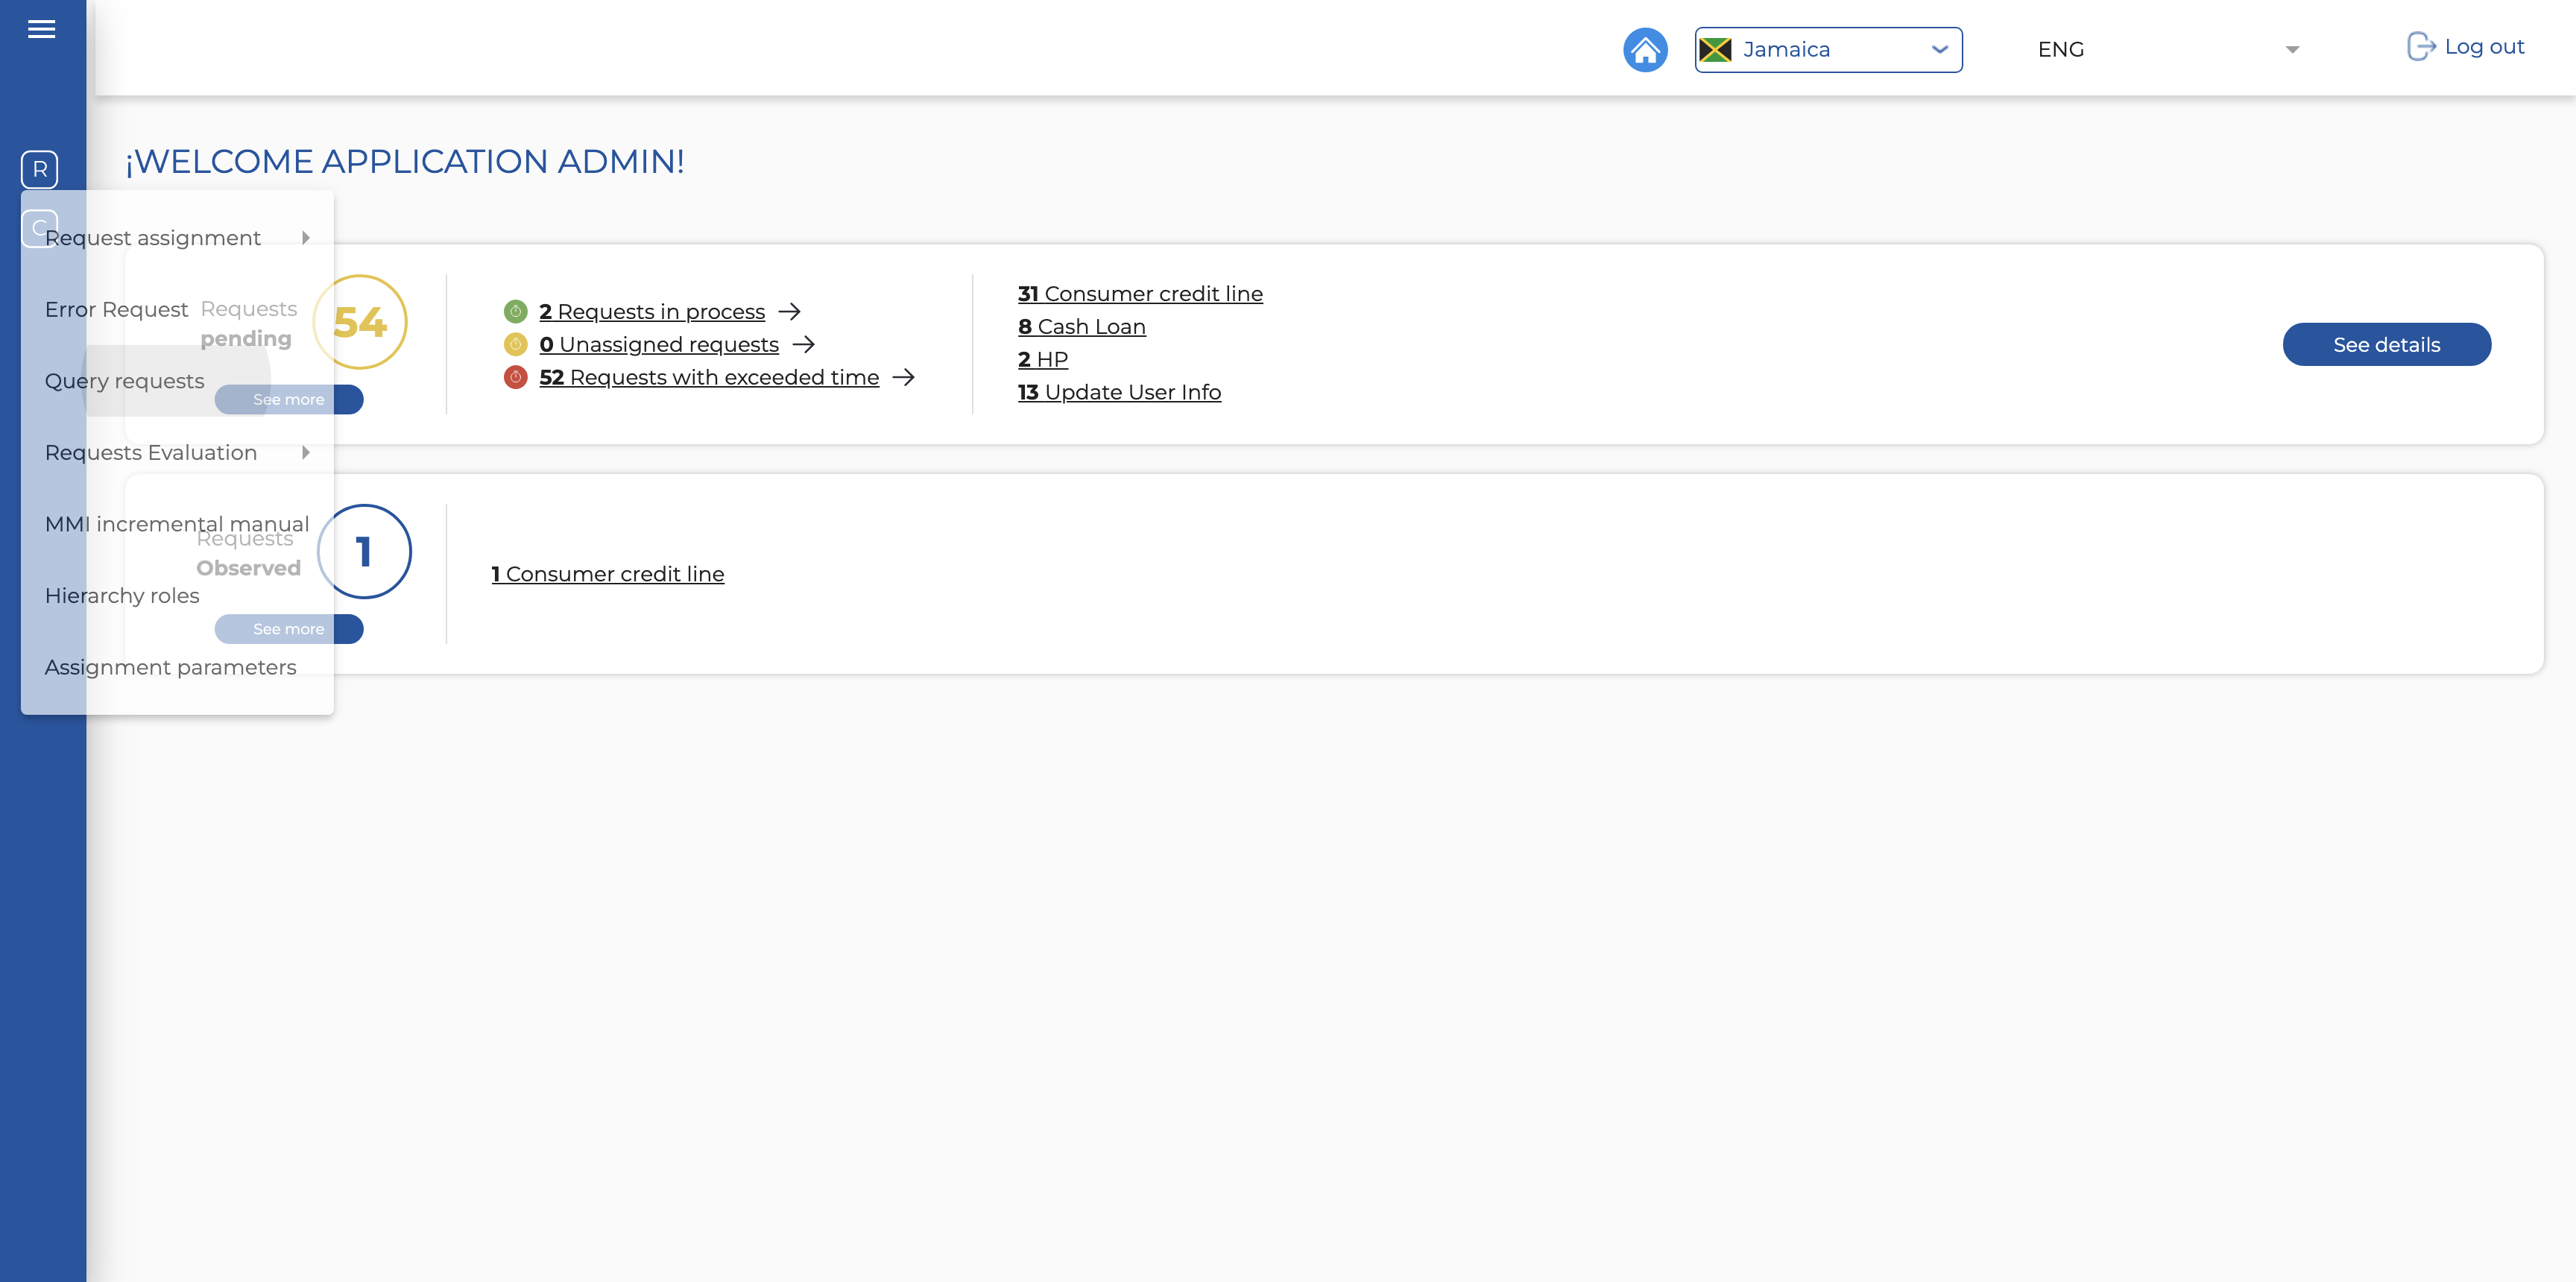 Jamaica
ENG
Log out
¡WELCOME APPLICATION ADMIN!
R
C
Request assignment
Error Request
Query requests
Requests Evaluation
MMI incremental manual
Hierarchy roles
Assignment parameters
Requests
pending
54
See more
2 Requests in process
0 Unassigned requests
52 Requests with exceeded time
31 Consumer credit line
8 Cash Loan
2 HP
13 Update User Info
See details
Requests
Observed
1
See more
1 Consumer credit line